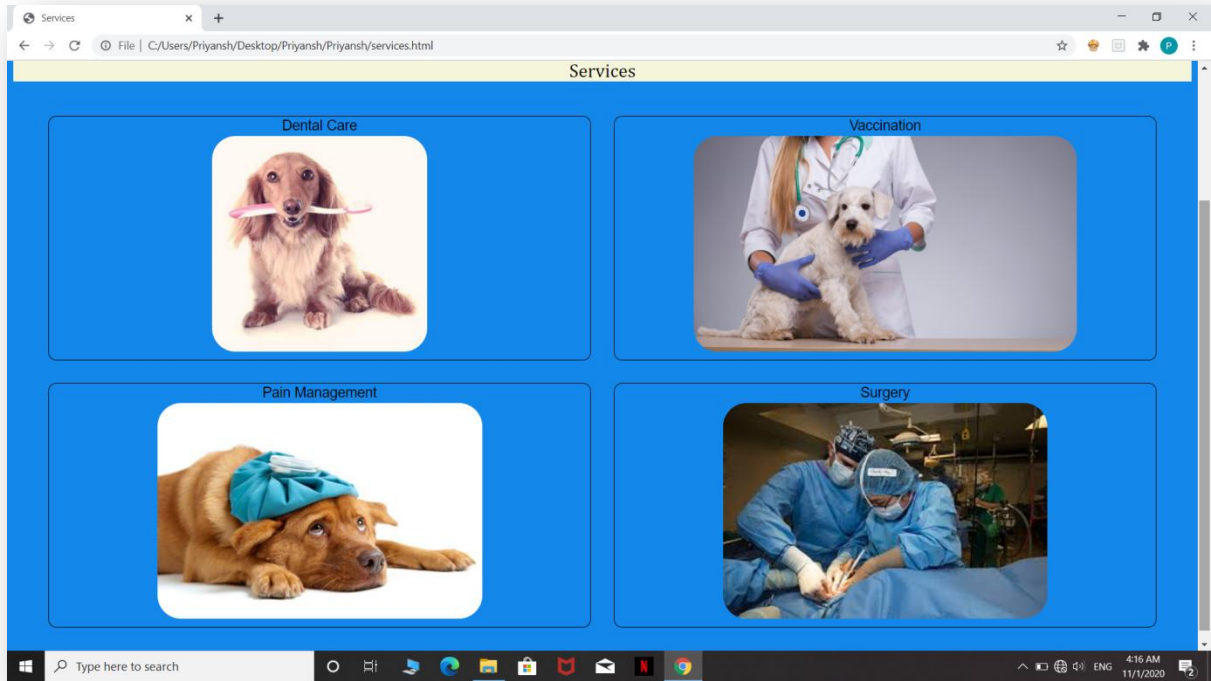 Services
File | C:/Users/Priyansh/Desktop/Priyansh/Priyansh/services.html
P
Services
Dental Care
Vaccination
Pain Management
Surgery
Type here to search
N
ENG
4:16 AM
11/1/2020
2